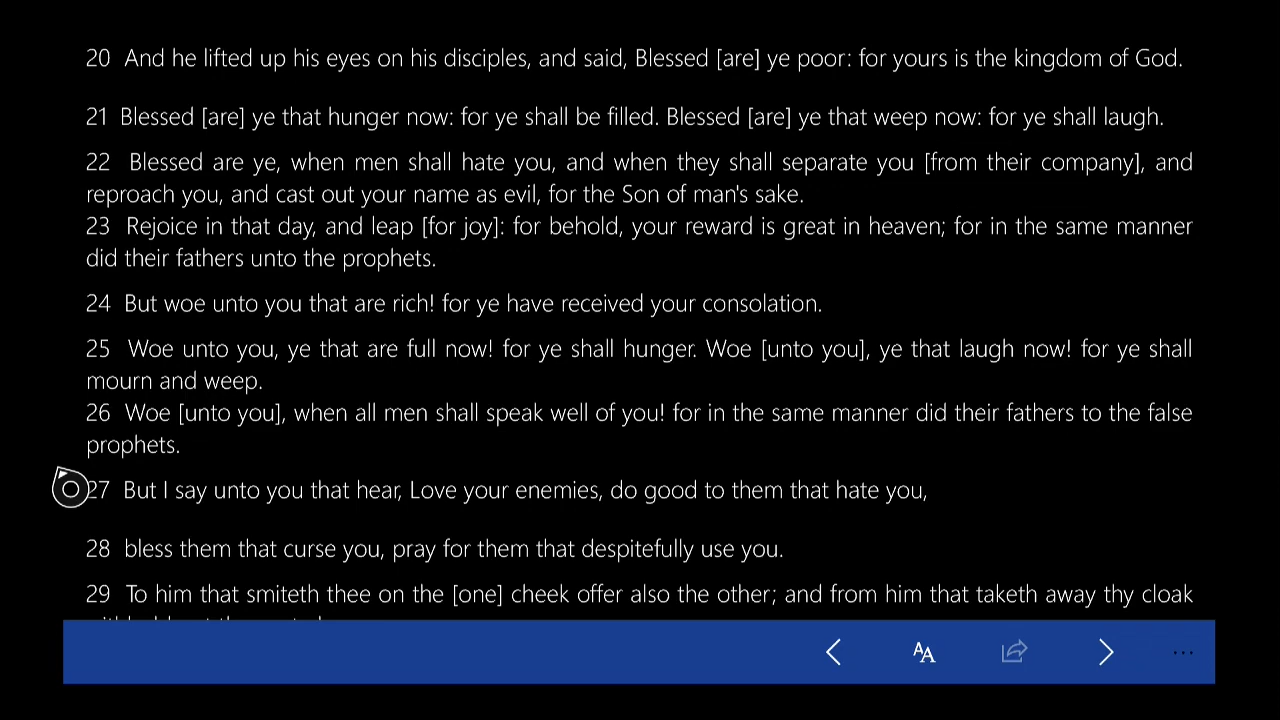 20 And he lifted up his eyes on his disciples, and said, Blessed [are] ye poor: for yours is the kingdom of God.
21 Blessed [are] ye that hunger now: for ye shall be filled. Blessed [are] ye that weep now: for ye shall laugh.
22 Blessed are ye, when men shall hate you, and when they shall separate you [from their company], and
reproach you, and cast out your name as evil, for the Son of man's sake.
23 Rejoice in that day, and leap [for joy]: for behold, your reward is great in heaven; for in the same manner
did their fathers unto the prophets.
24 But woe unto you that are rich! for ye have received your consolation.
25 Woe unto you, ye that are full now! for ye shall hunger. Woe [unto you], ye that laugh now! for ye shall
mourn and weep.
26 Woe [unto you], when all men shall speak well of you! for in the same manner did their fathers to the false
prophets.
27 But I say unto you that hear, Love your enemies, do good to them that hate you,
28 bless them that curse you, pray for them that despitefully use you.
29 To him that smiteth thee on the [one] cheek offer also the other; and from him that taketh away thy cloak
AA